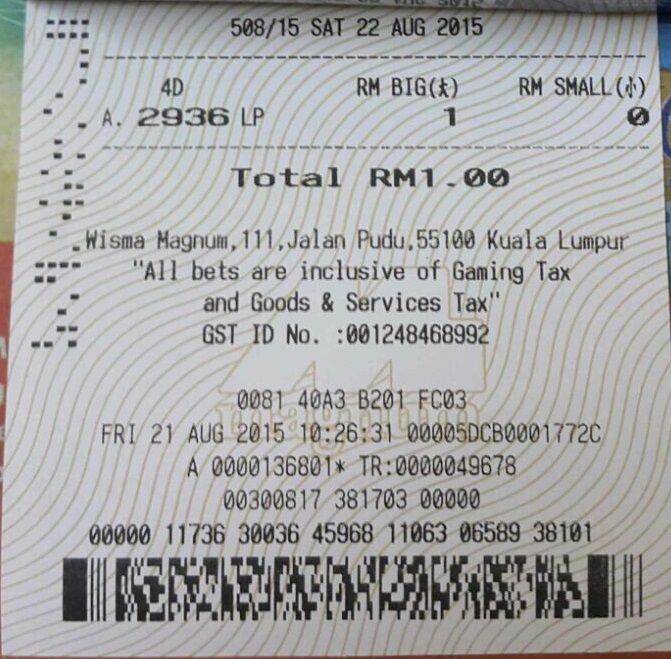 508/15 SAT 22 AUG 2015
4D RM BIG(大) RM SMALL(小)
A. 2936 LP 1 0
Total RM1.00
Wisma Magnum,111,Jalan Pudu,55100 Kuala Lumpur
"All bets are inclusive of Gaming Tax
and Goods & Services Tax"
GST ID No. :001248468992
magnum
0081 40A3 B201 FC03
FRI 21 AUG 2015 10:26:31 00005DCB0001772C
A 0000136801* TR:0000049678
00300817 381703 00000
00000 11736 30036 45968 11063 06589 38101